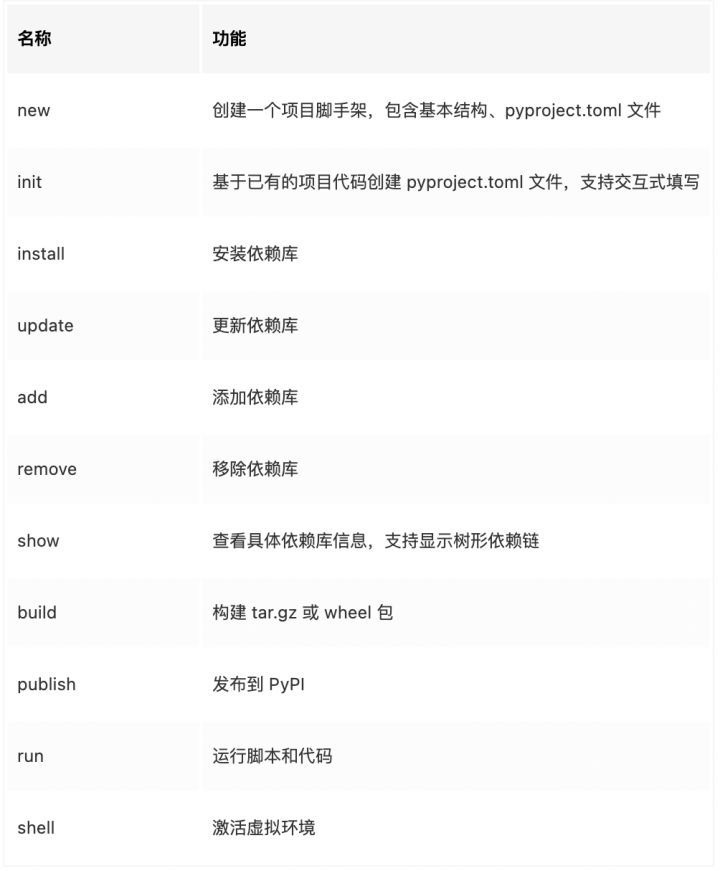 名称 功能
new 创建一个项目脚手架，包含基本结构、pyproject.toml 文件
init 基于已有的项目代码创建 pyproject.toml 文件，支持交互式填写
install 安装依赖库
update 更新依赖库
add 添加依赖库
remove 移除依赖库
show 查看具体依赖库信息，支持显示树形依赖链
build 构建 tar.gz 或 wheel 包
publish 发布到 PyPI
run 运行脚本和代码
shell 激活虚拟环境